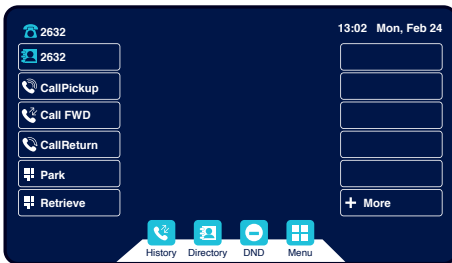 2632
13:02 Mon, Feb 24
2632
CallPickup
Call FWD
CallReturn
Park
Retrieve
+ More
History Directory DND Menu